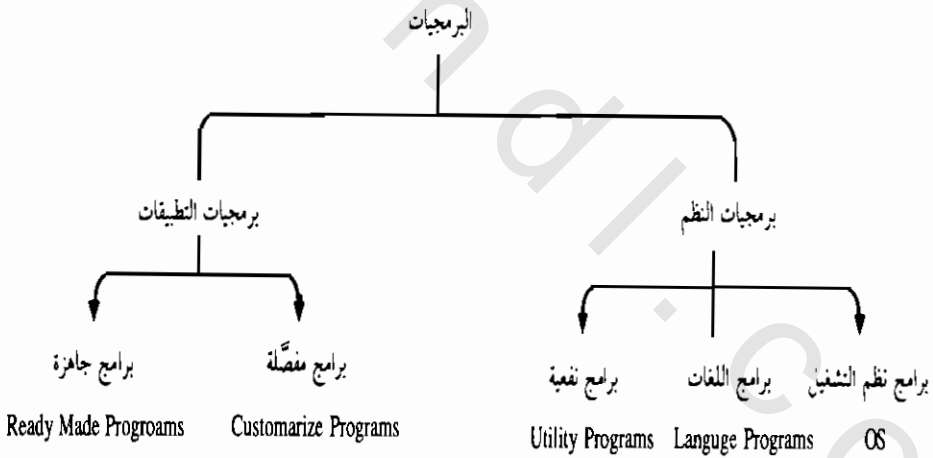 البرمجيات
برمجيات النظم
برمجيات التطبيقات
برامج نظم التشغيل
برامج اللغات
برامج نفعية
برامج مفصَّلة
برامج جاهزة
OS
Languge Programs
Utility Programs
Customarize Programs
Ready Made Progroams